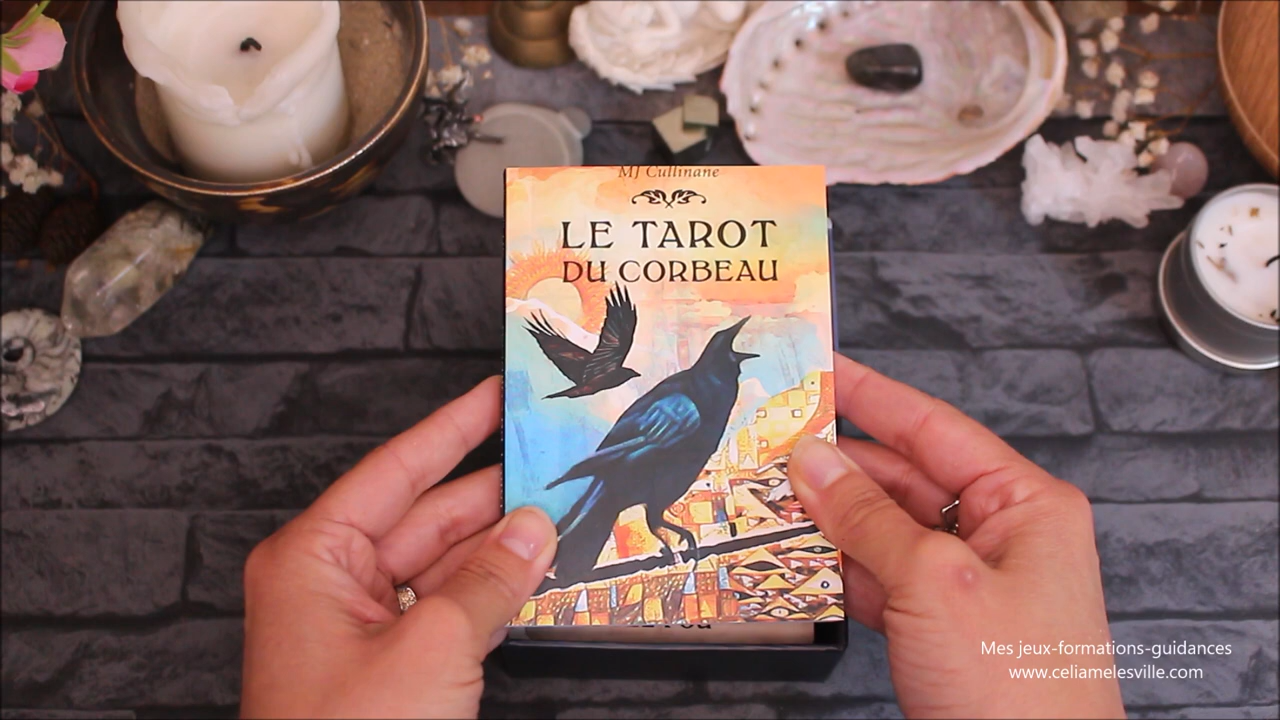 MJ Cullinane
LE TAROT
DU CORBEAU
Mes jeux-formations-guidances
www.celiamelesville.com